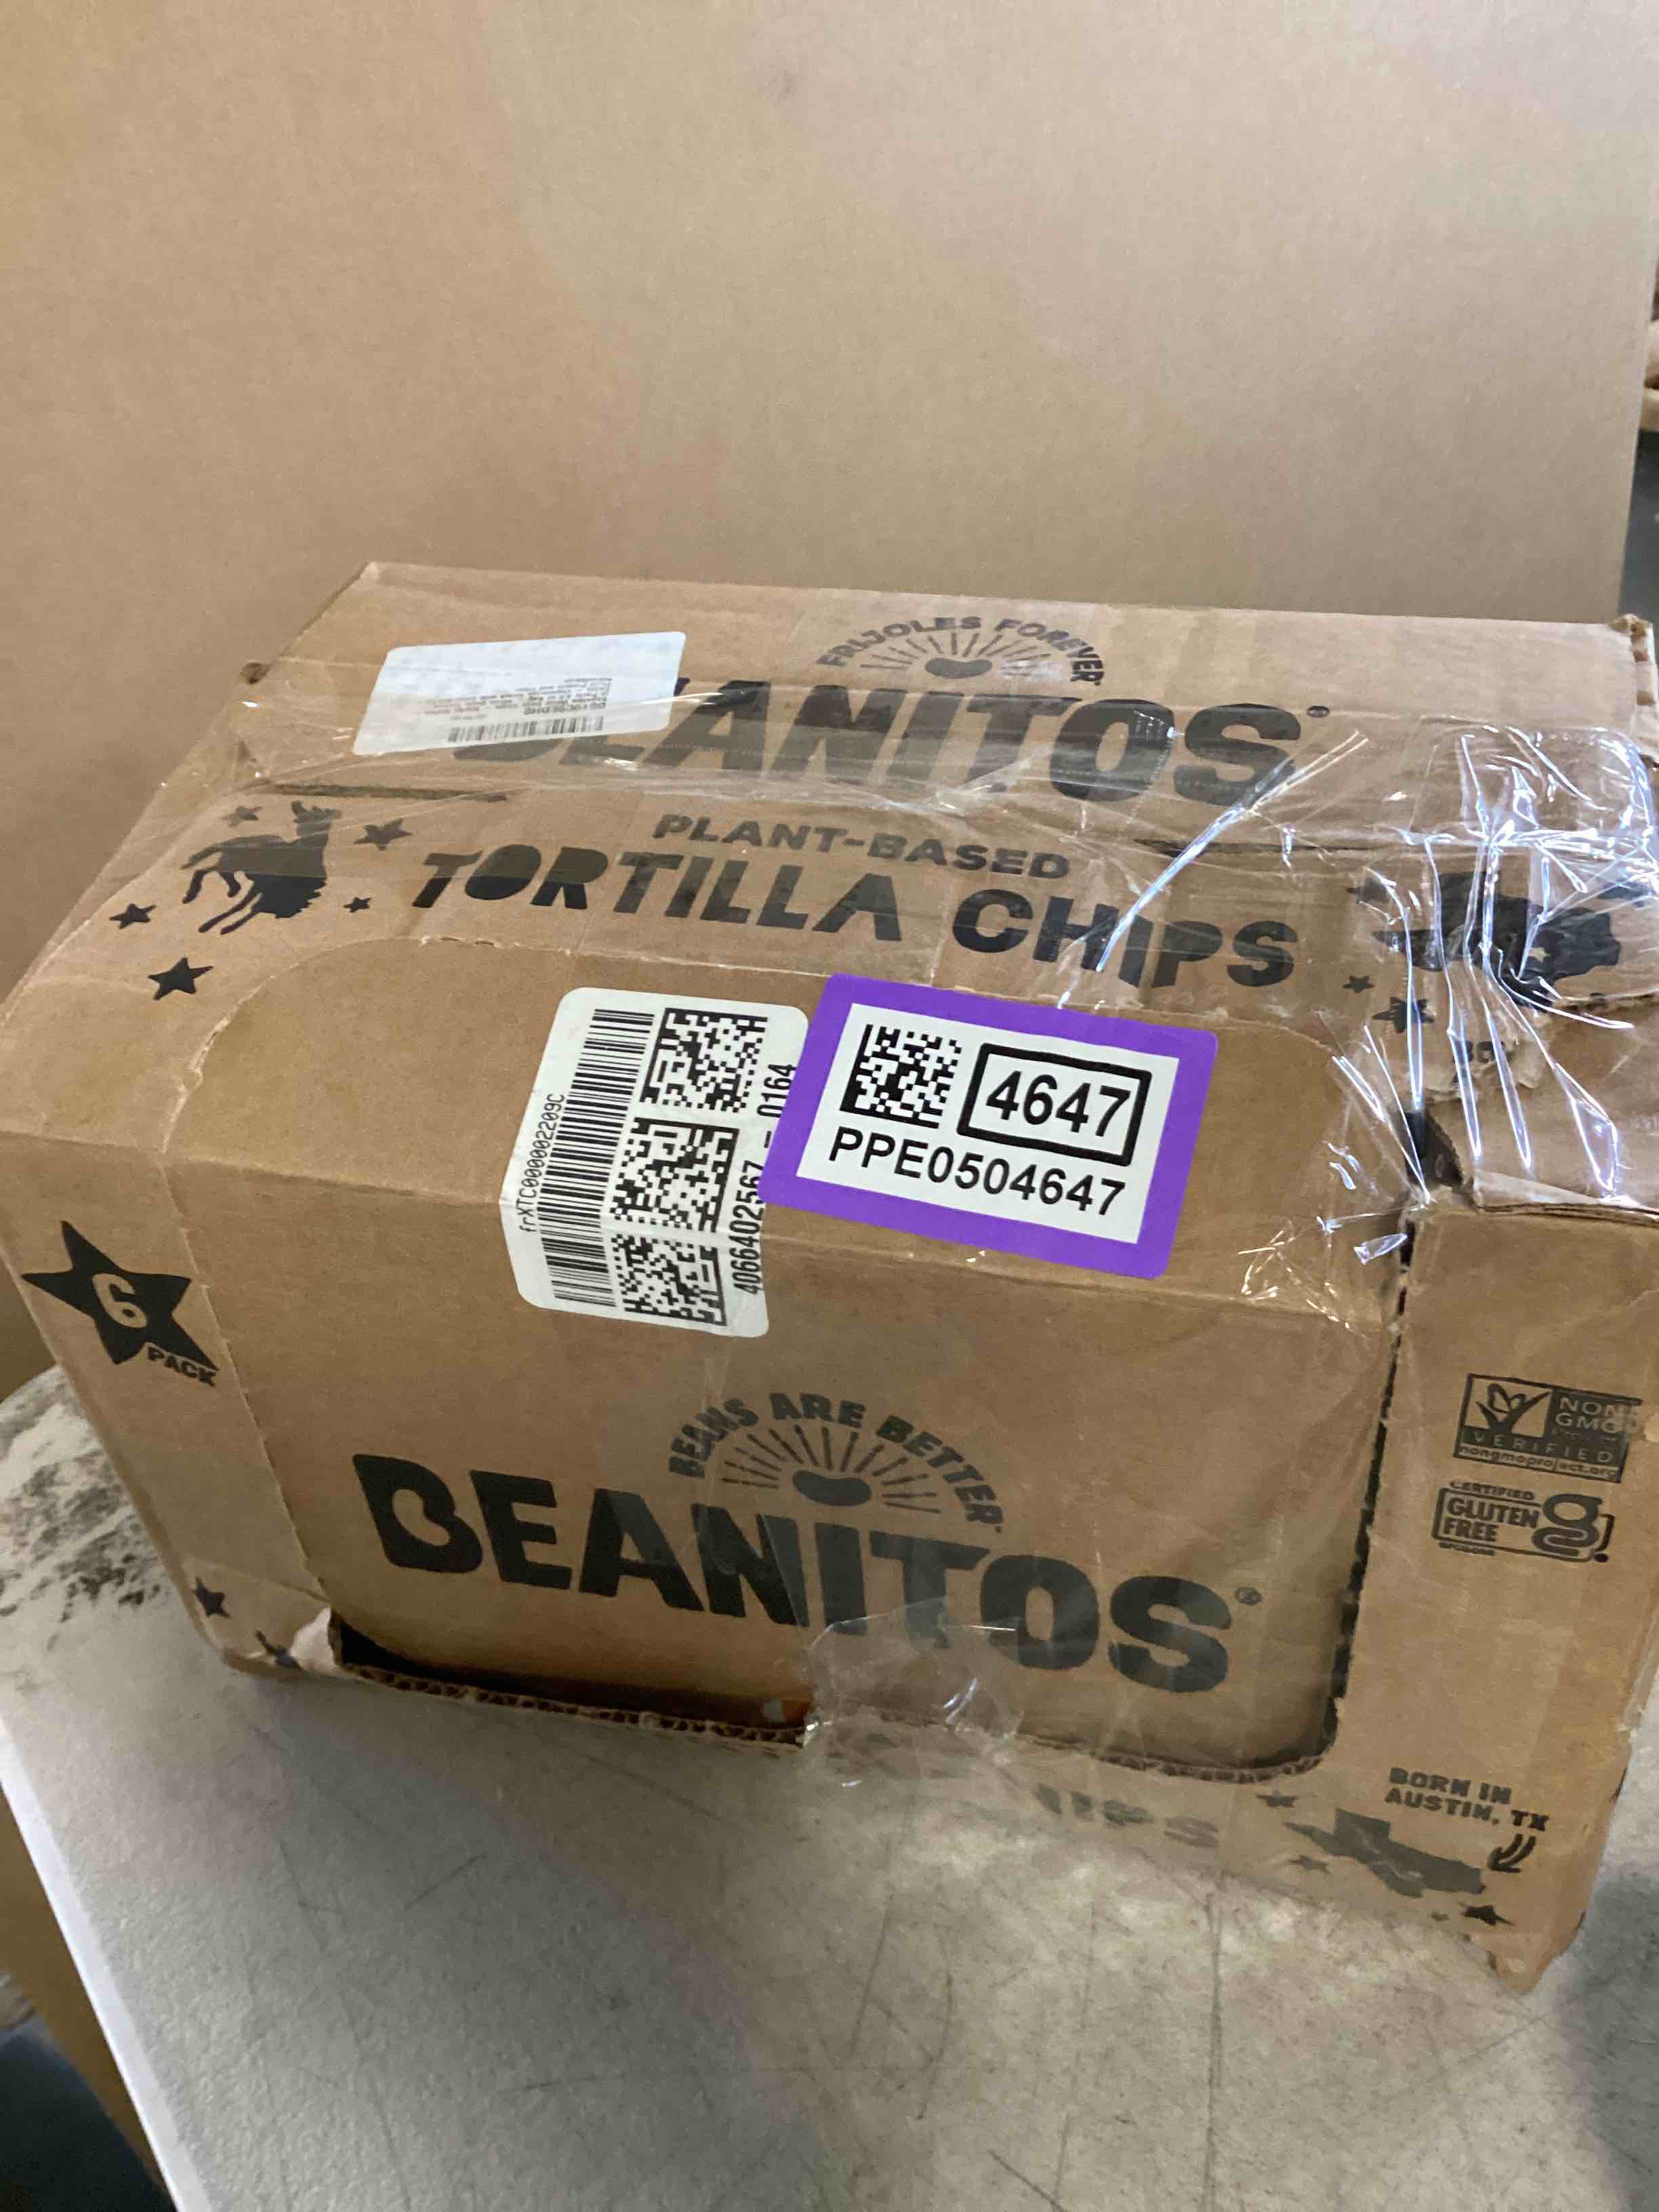 FRIJOLES FOREVER
BEANITOS®
PLANT-BASED
TORTILLA CHIPS
frXTC000002209C
0164
4647
PPE0504647
6
PACK
BEANS ARE BETTER
BEANITOS®
NON
GMO
VERIFIED
nongmoproject.org
CERTIFIED
GLUTEN
FREE
BORN IN
AUSTIN, TX